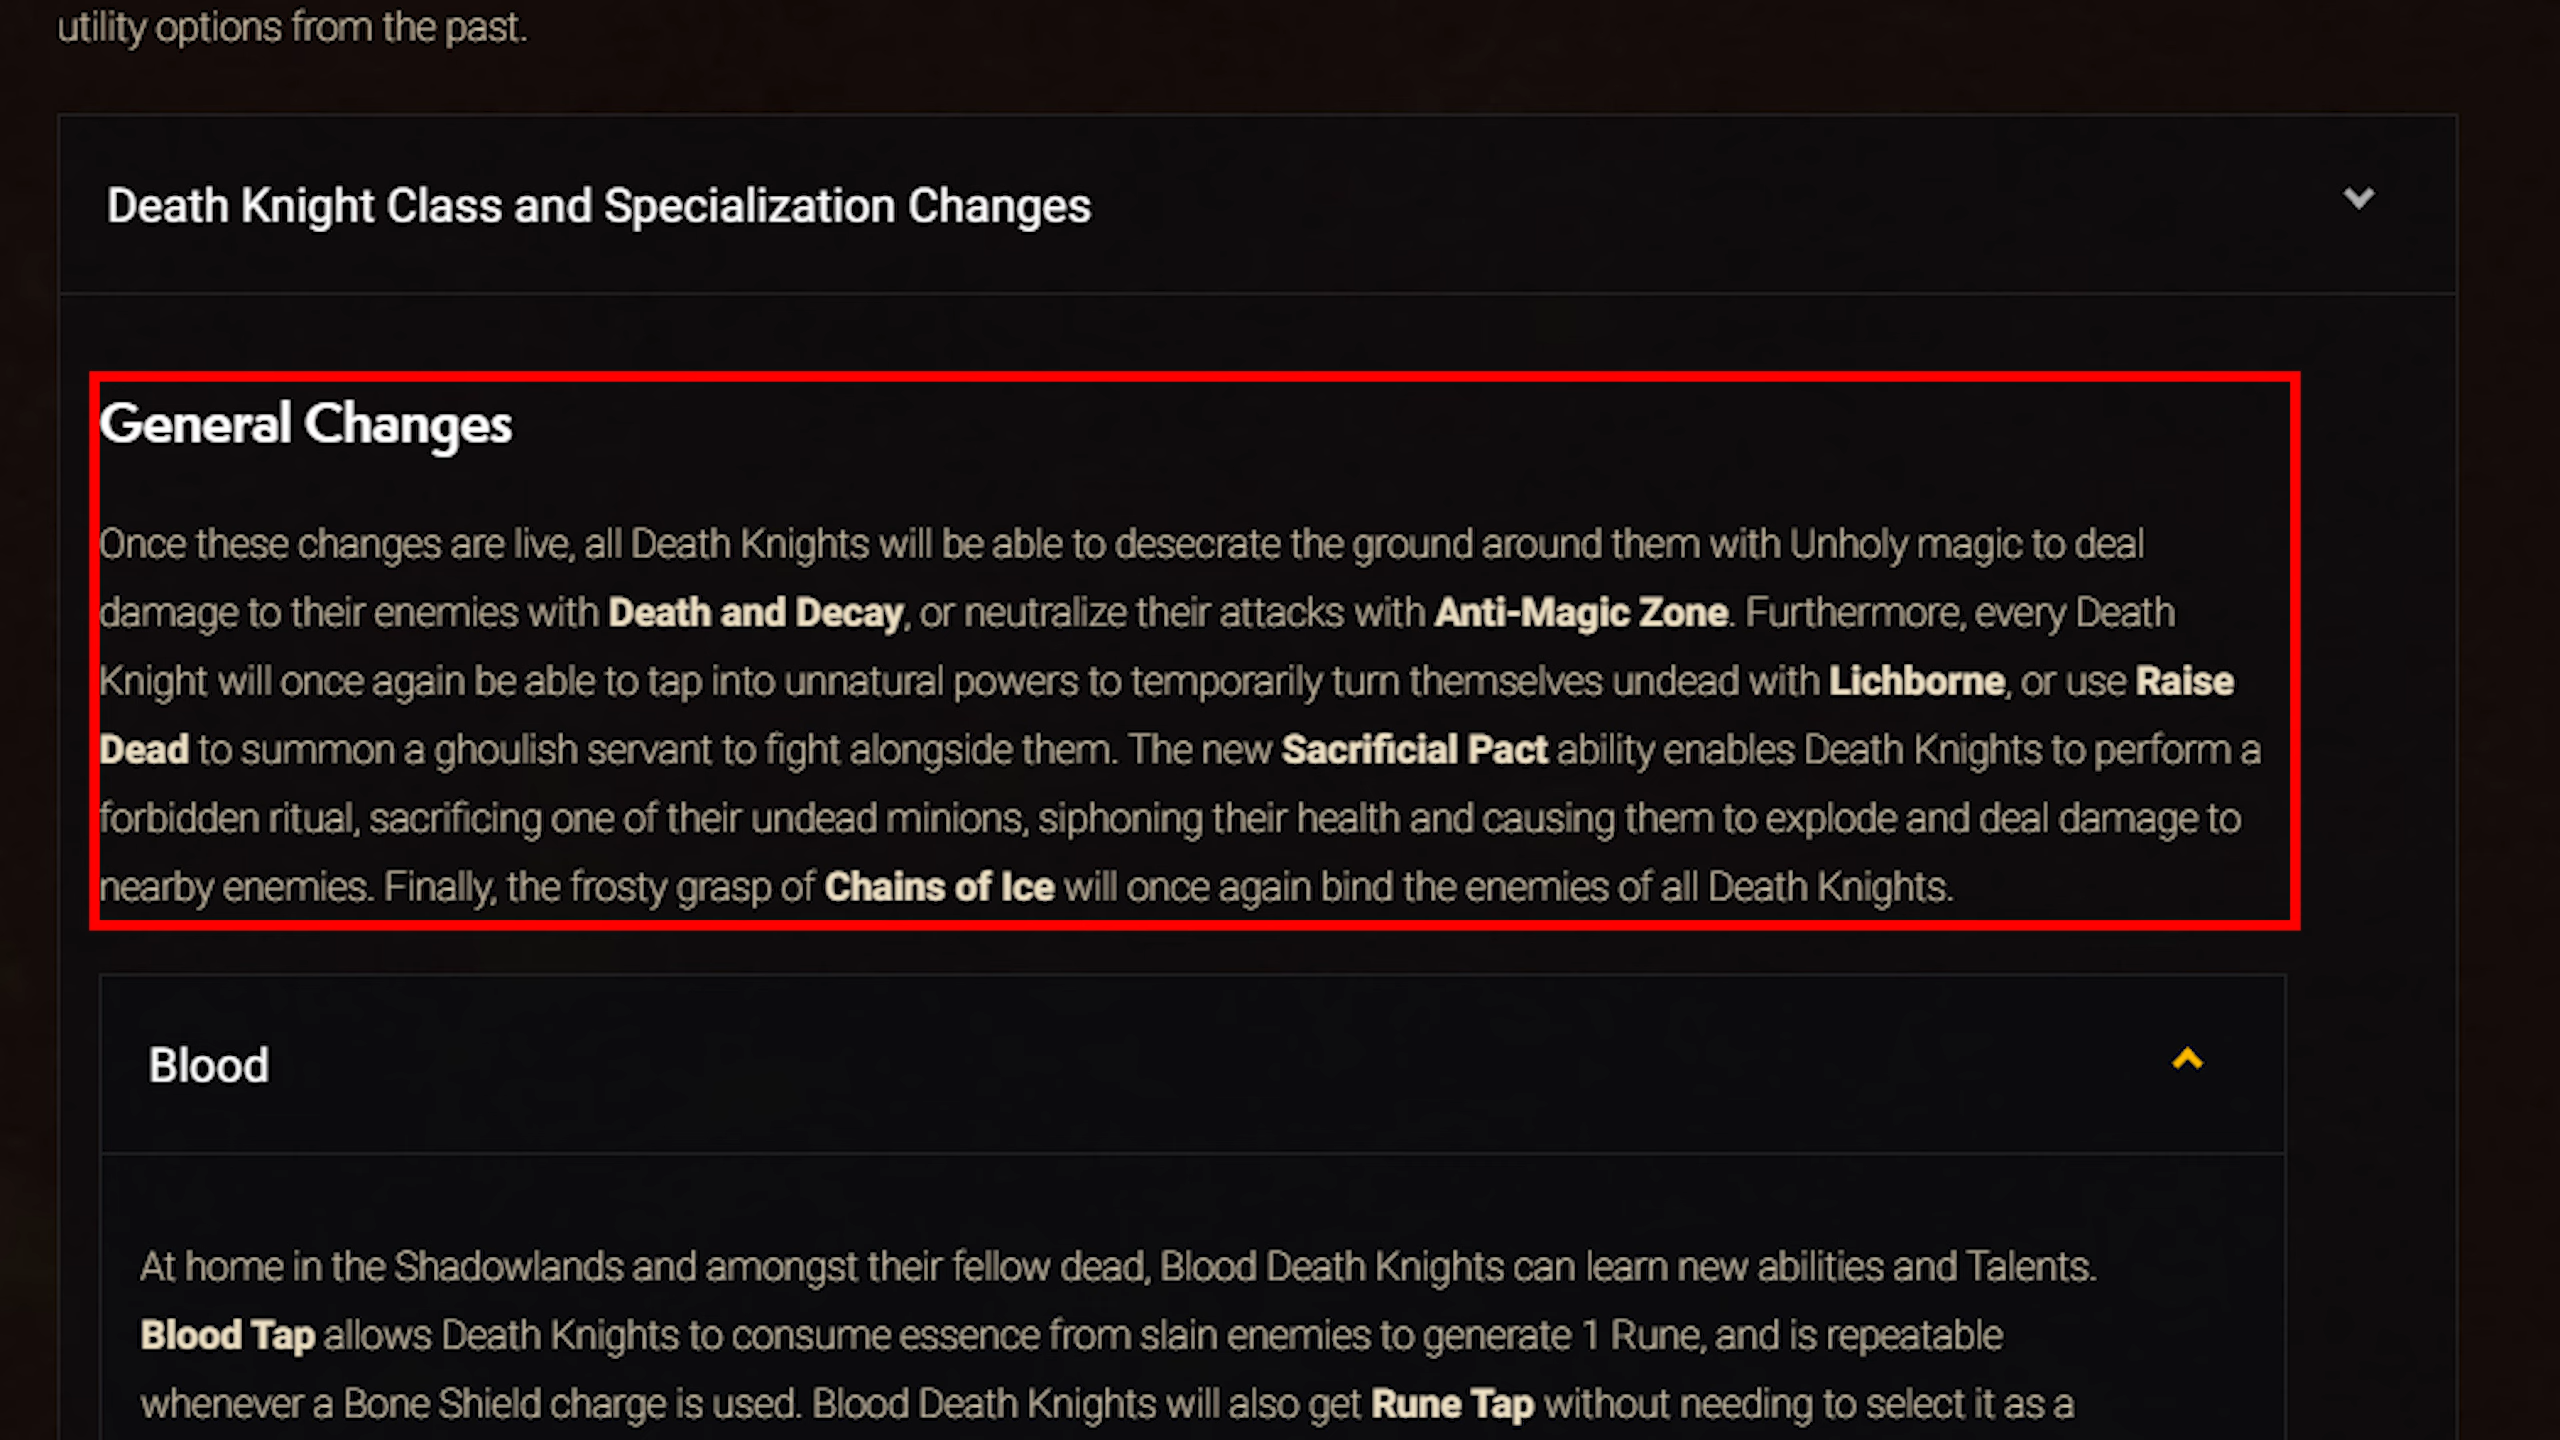 utility options from the past.
Death Knight Class and Specialization Changes
General Changes
Once these changes are live, all Death Knights will be able to desecrate the ground around them with Unholy magic to deal
damage to their enemies with Death and Decay, or neutralize their attacks with Anti-Magic Zone. Furthermore, every Death
Knight will once again be able to tap into unnatural powers to temporarily turn themselves undead with Lichborne, or use Raise
Dead to summon a ghoulish servant to fight alongside them. The new Sacrificial Pact ability enables Death Knights to perform a
forbidden ritual, sacrificing one of their undead minions, siphoning their health and causing them to explode and deal damage to
nearby enemies. Finally, the frosty grasp of Chains of Ice will once again bind the enemies of all Death Knights.
Blood
At home in the Shadowlands and amongst their fellow dead, Blood Death Knights can learn new abilities and Talents.
Blood Tap allows Death Knights to consume essence from slain enemies to generate 1 Rune, and is repeatable
whenever a Bone Shield charge is used. Blood Death Knights will also get Rune Tap without needing to select it as a